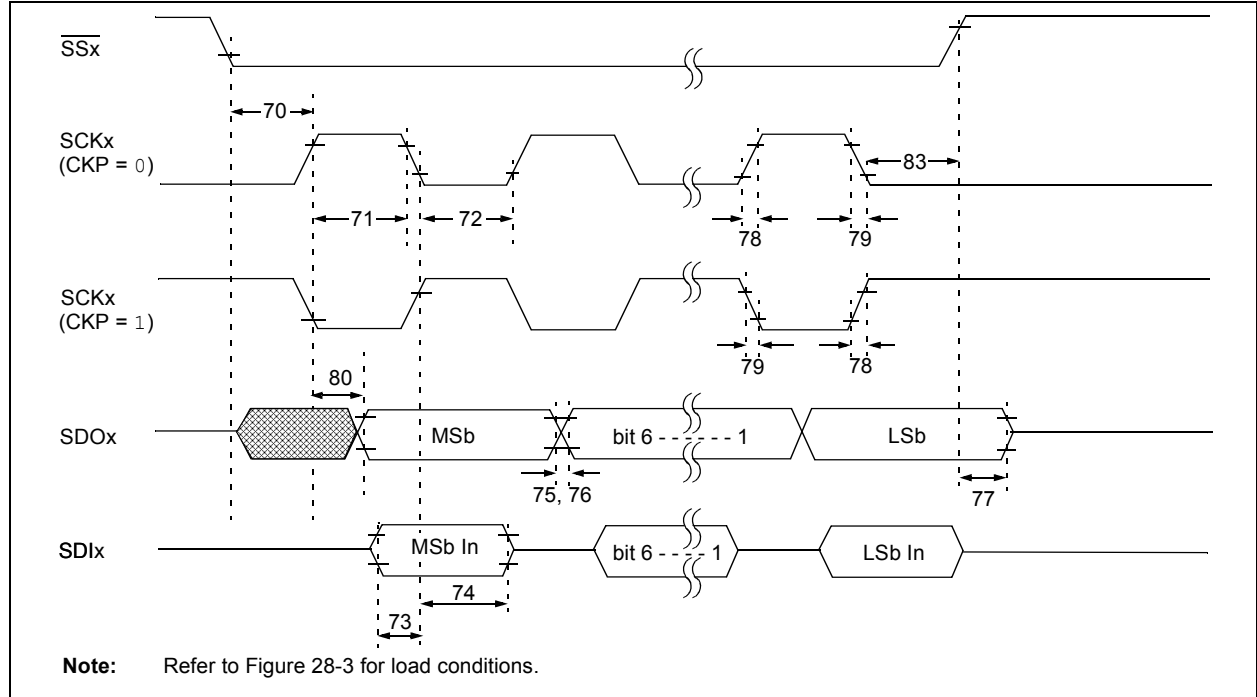 SSx
70
SCKx
(CKP = 0)
83
71
72
78
79
SCKx
(CKP = 1)
79
78
80
SDOx
MSb
bit 6 - - - - - - 1
LSb
75, 76
77
SDIx
MSb In
bit 6 - - - - 1
LSb In
74
73
Note: Refer to Figure 28-3 for load conditions.